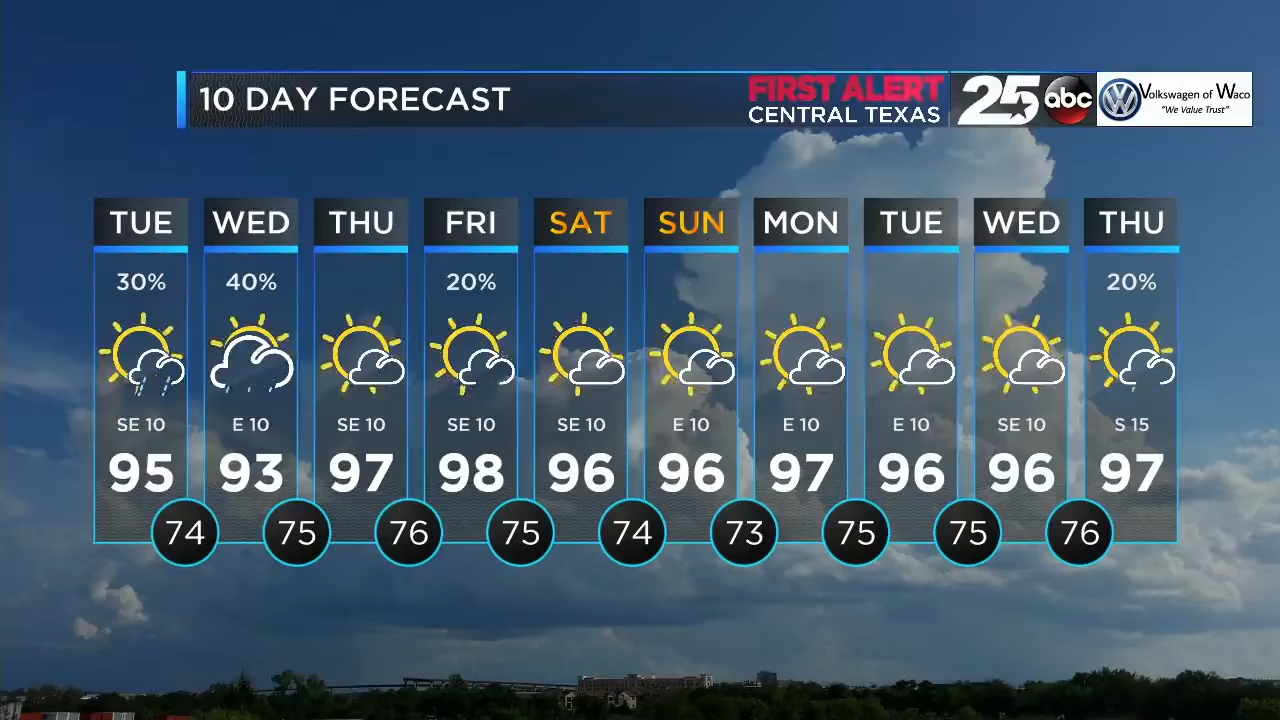 10 DAY FORECAST
FIRST ALERT
CENTRAL TEXAS
25 abc
Volkswagen of Waco
"We Value Trust"
TUE WED THU FRI SAT SUN MON TUE WED THU
30% 40% 20% 20%
SE 10 E 10 SE 10 SE 10 SE 10 E 10 E 10 E 10 SE 10 S 15
95 93 97 98 96 96 97 96 96 97
74 75 76 75 74 73 75 75 76